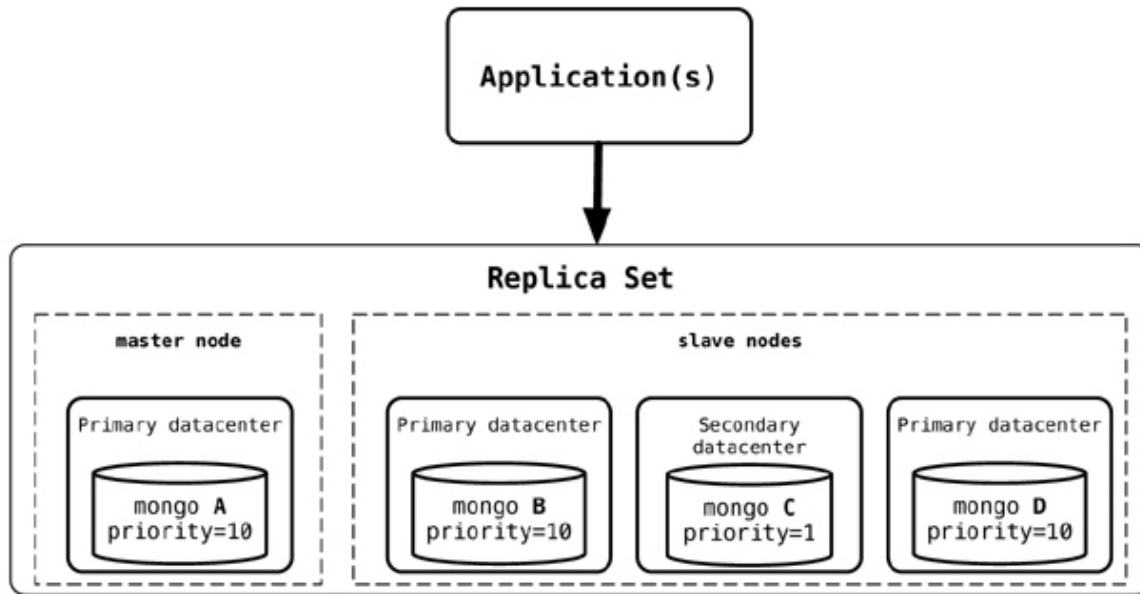 Application(s)
Replica Set
master node
slave nodes
Primary datacenter
mongo A
priority=10
Primary datacenter
mongo B
priority=10
Secondary
datacenter
mongo C
priority=1
Primary datacenter
mongo D
priority=10